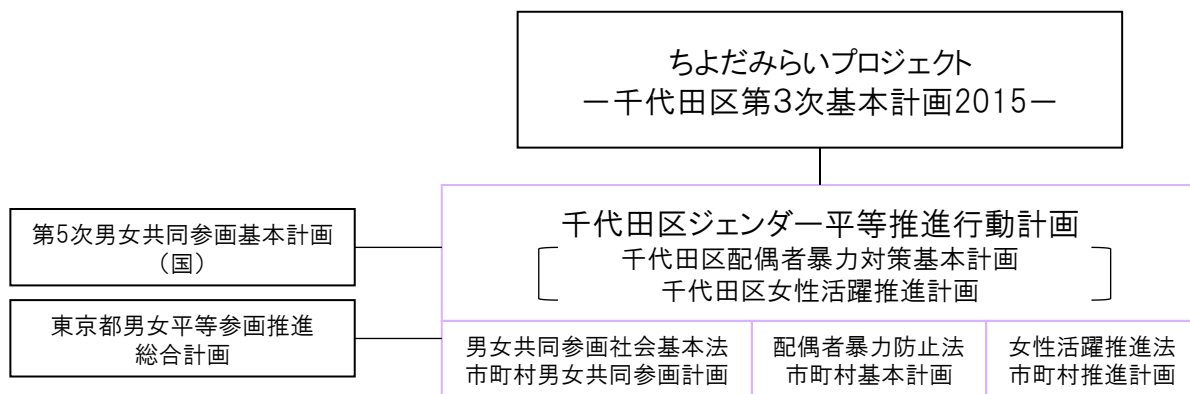 ちよだみらいプロジェクト
－千代田区第３次基本計画2015－
千代田区ジェンダー平等推進行動計画
千代田区配偶者暴力対策基本計画
千代田区女性活躍推進計画
第5次男女共同参画基本計画
（国）
東京都男女平等参画推進
総合計画
男女共同参画社会基本法
市町村男女共同参画計画
配偶者暴力防止法
市町村基本計画
女性活躍推進法
市町村推進計画